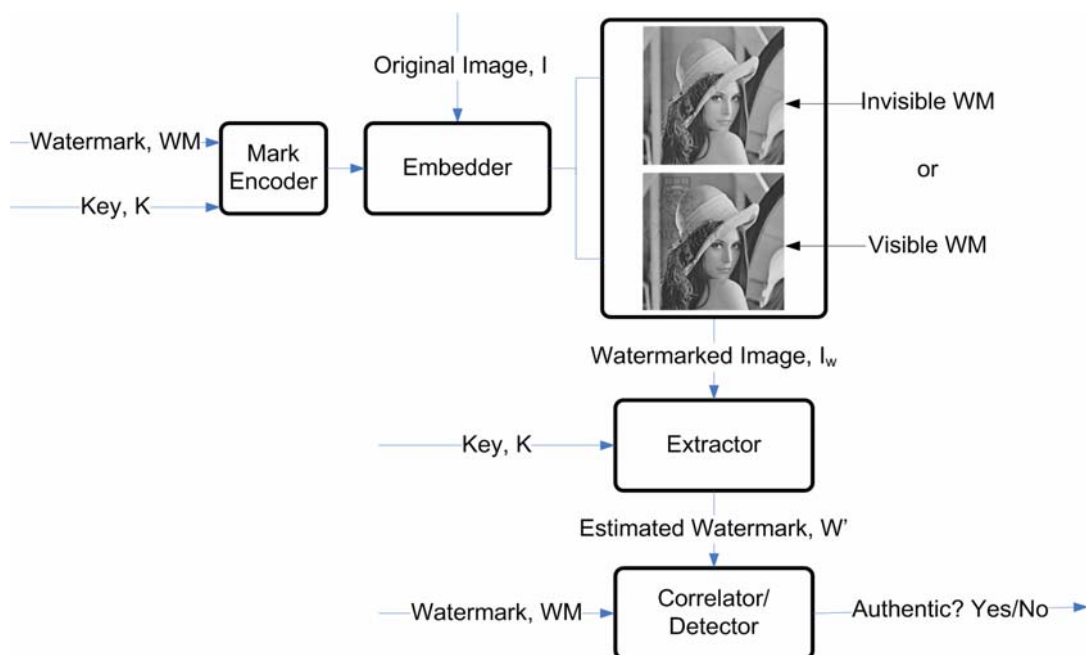 Original Image, I
Invisible WM
Watermark, WM
Mark
Encoder
Embedder
or
Key, K
Visible WM
Watermarked Image, Iw
Key, K
Extractor
Estimated Watermark, W’
Watermark, WM
Correlator/
Detector
Authentic? Yes/No